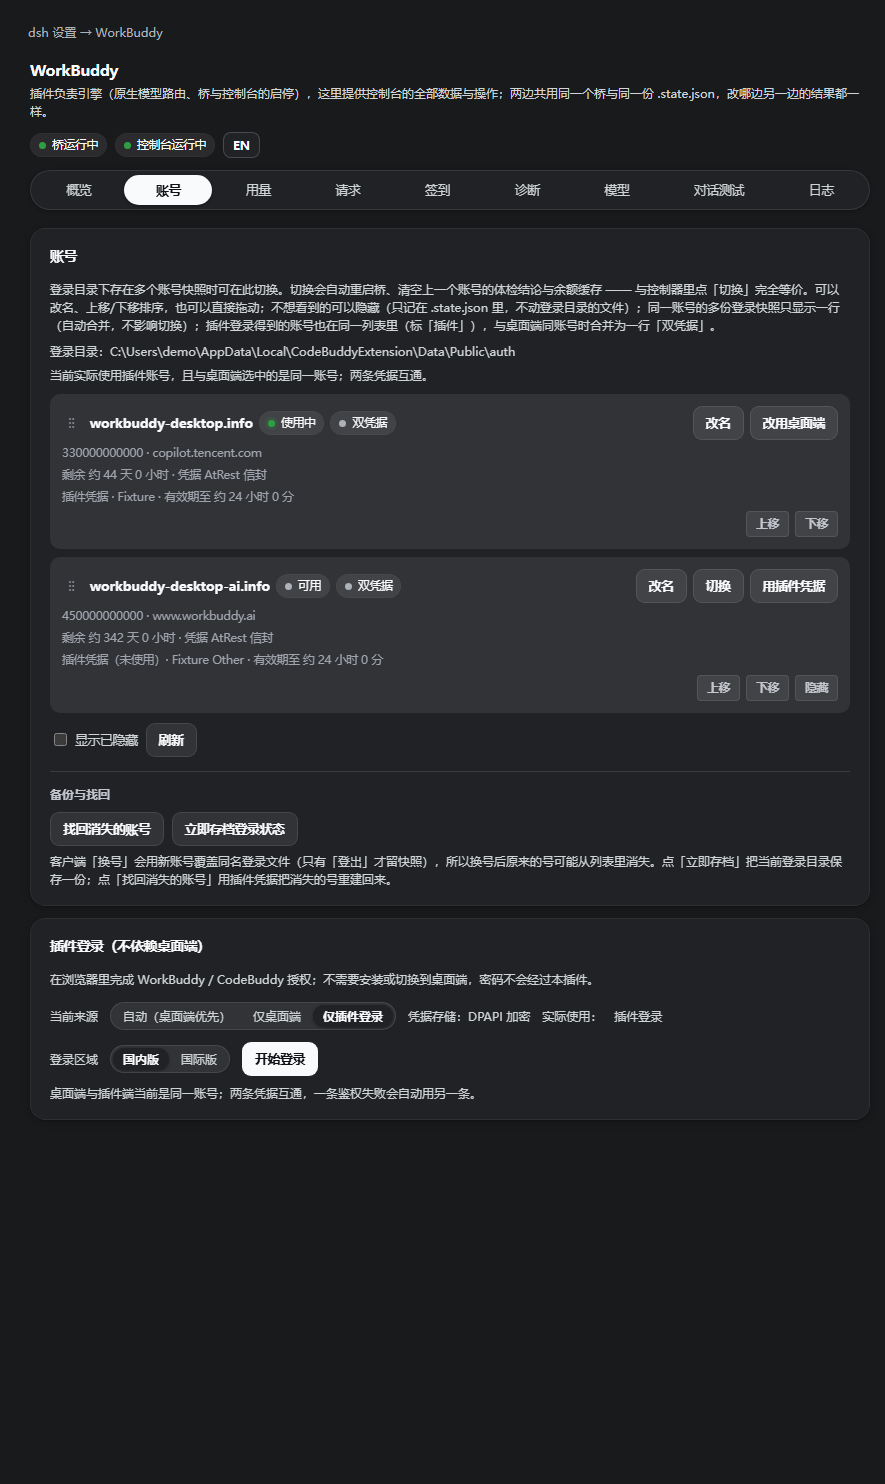 dsh 设置 → WorkBuddy
WorkBuddy
插件负责引擎（原生模型路由、桥与控制台的启停），这里提供控制台的全部数据与操作；两边共用同一个桥与同一份 .state.json，改哪边另一边的结果都一
样。
桥运行中 控制台运行中 EN
概览 账号 用量 请求 签到 诊断 模型 对话测试 日志
账号
登录目录下存在多个账号快照时可在此切换。切换会自动重启桥、清空上一个账号的体检结论与余额缓存 —— 与控制器里点「切换」完全等价。可以
改名、上移/下移排序，也可以直接拖动；不想看到的可以隐藏（只记在 .state.json 里，不动登录目录的文件）；同一账号的多份登录快照只显示一行
（自动合并，不影响切换）；插件登录得到的账号也在同一列表里（标「插件」），与桌面端同账号时合并为一行「双凭据」。
登录目录：C:\Users\demo\AppData\Local\CodeBuddyExtension\Data\Public\auth
当前实际使用插件账号，且与桌面端选中的是同一账号；两条凭据互通。
workbuddy-desktop.info 使用中 双凭据 改名 改用桌面端
330000000000 · copilot.tencent.com
剩余 约 44 天 0 小时 · 凭据 AtRest 信封
插件凭据 · Fixture · 有效期至 约 24 小时 0 分
上移 下移
workbuddy-desktop-ai.info 可用 双凭据 改名 切换 用插件凭据
450000000000 · www.workbuddy.ai
剩余 约 342 天 0 小时 · 凭据 AtRest 信封
插件凭据（未使用）· Fixture Other · 有效期至 约 24 小时 0 分
上移 下移 隐藏
显示已隐藏 刷新
备份与找回
找回消失的账号 立即存档登录状态
客户端「换号」会用新账号覆盖同名登录文件（只有「登出」才留快照），所以换号后原来的号可能从列表里消失。点「立即存档」把当前登录目录保
存一份；点「找回消失的账号」用插件凭据把消失的号重建回来。
插件登录（不依赖桌面端）
在浏览器里完成 WorkBuddy / CodeBuddy 授权；不需要安装或切换到桌面端，密码不会经过本插件。
当前来源 自动（桌面端优先） 仅桌面端 仅插件登录 凭据存储：DPAPI 加密 实际使用： 插件登录
登录区域 国内版 国际版 开始登录
桌面端与插件端当前是同一账号；两条凭据互通，一条鉴权失败会自动用另一条。